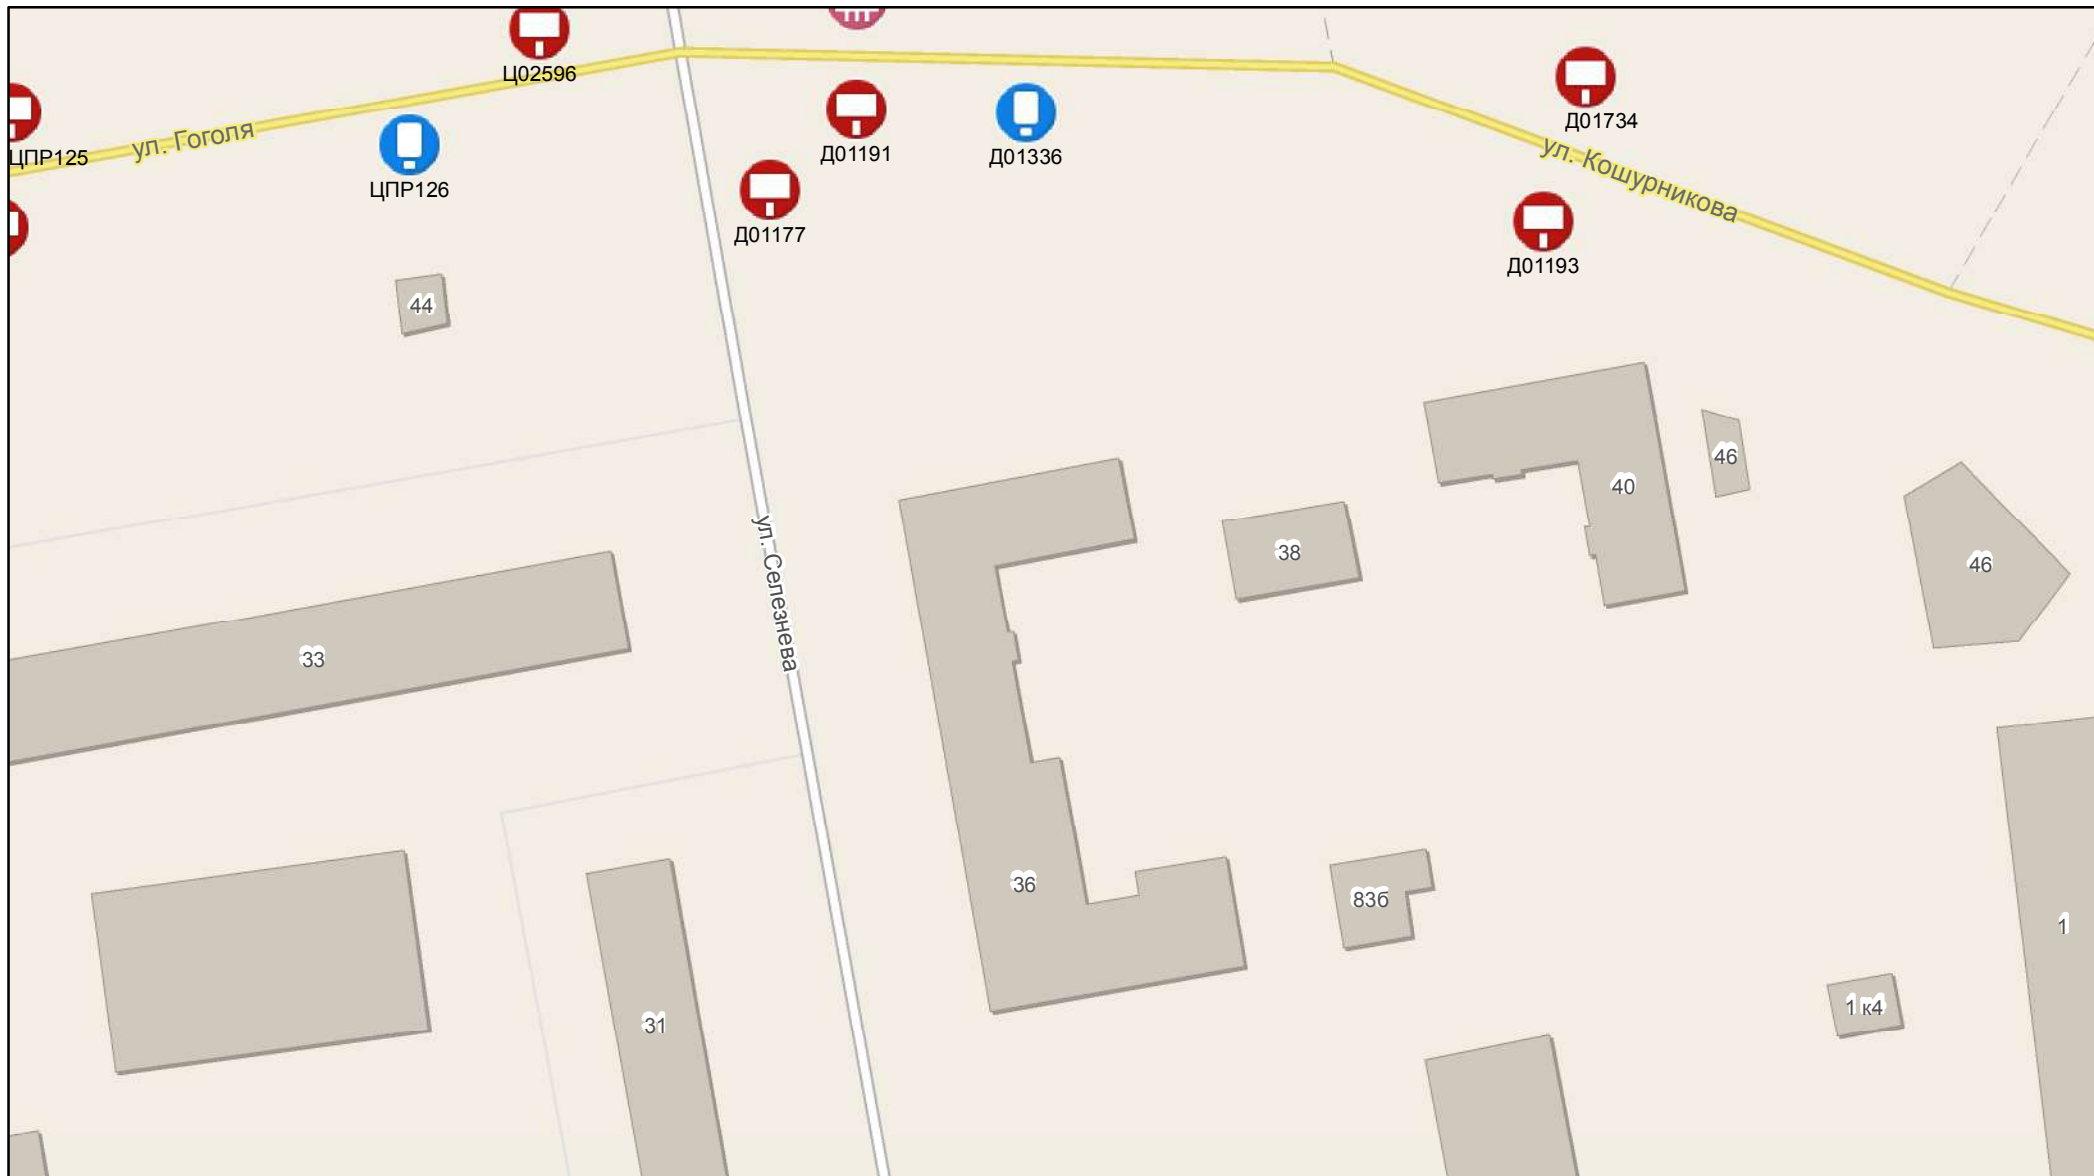 Ц02596
Д01734
ул. Гоголя
ЦПР125
ЦПР126
Д01191
Д01336
ул. Кошурникова
Д01177
Д01193
44
46
40
38
46
ул. Селезнева
33
36
83б
1
1 к4
31